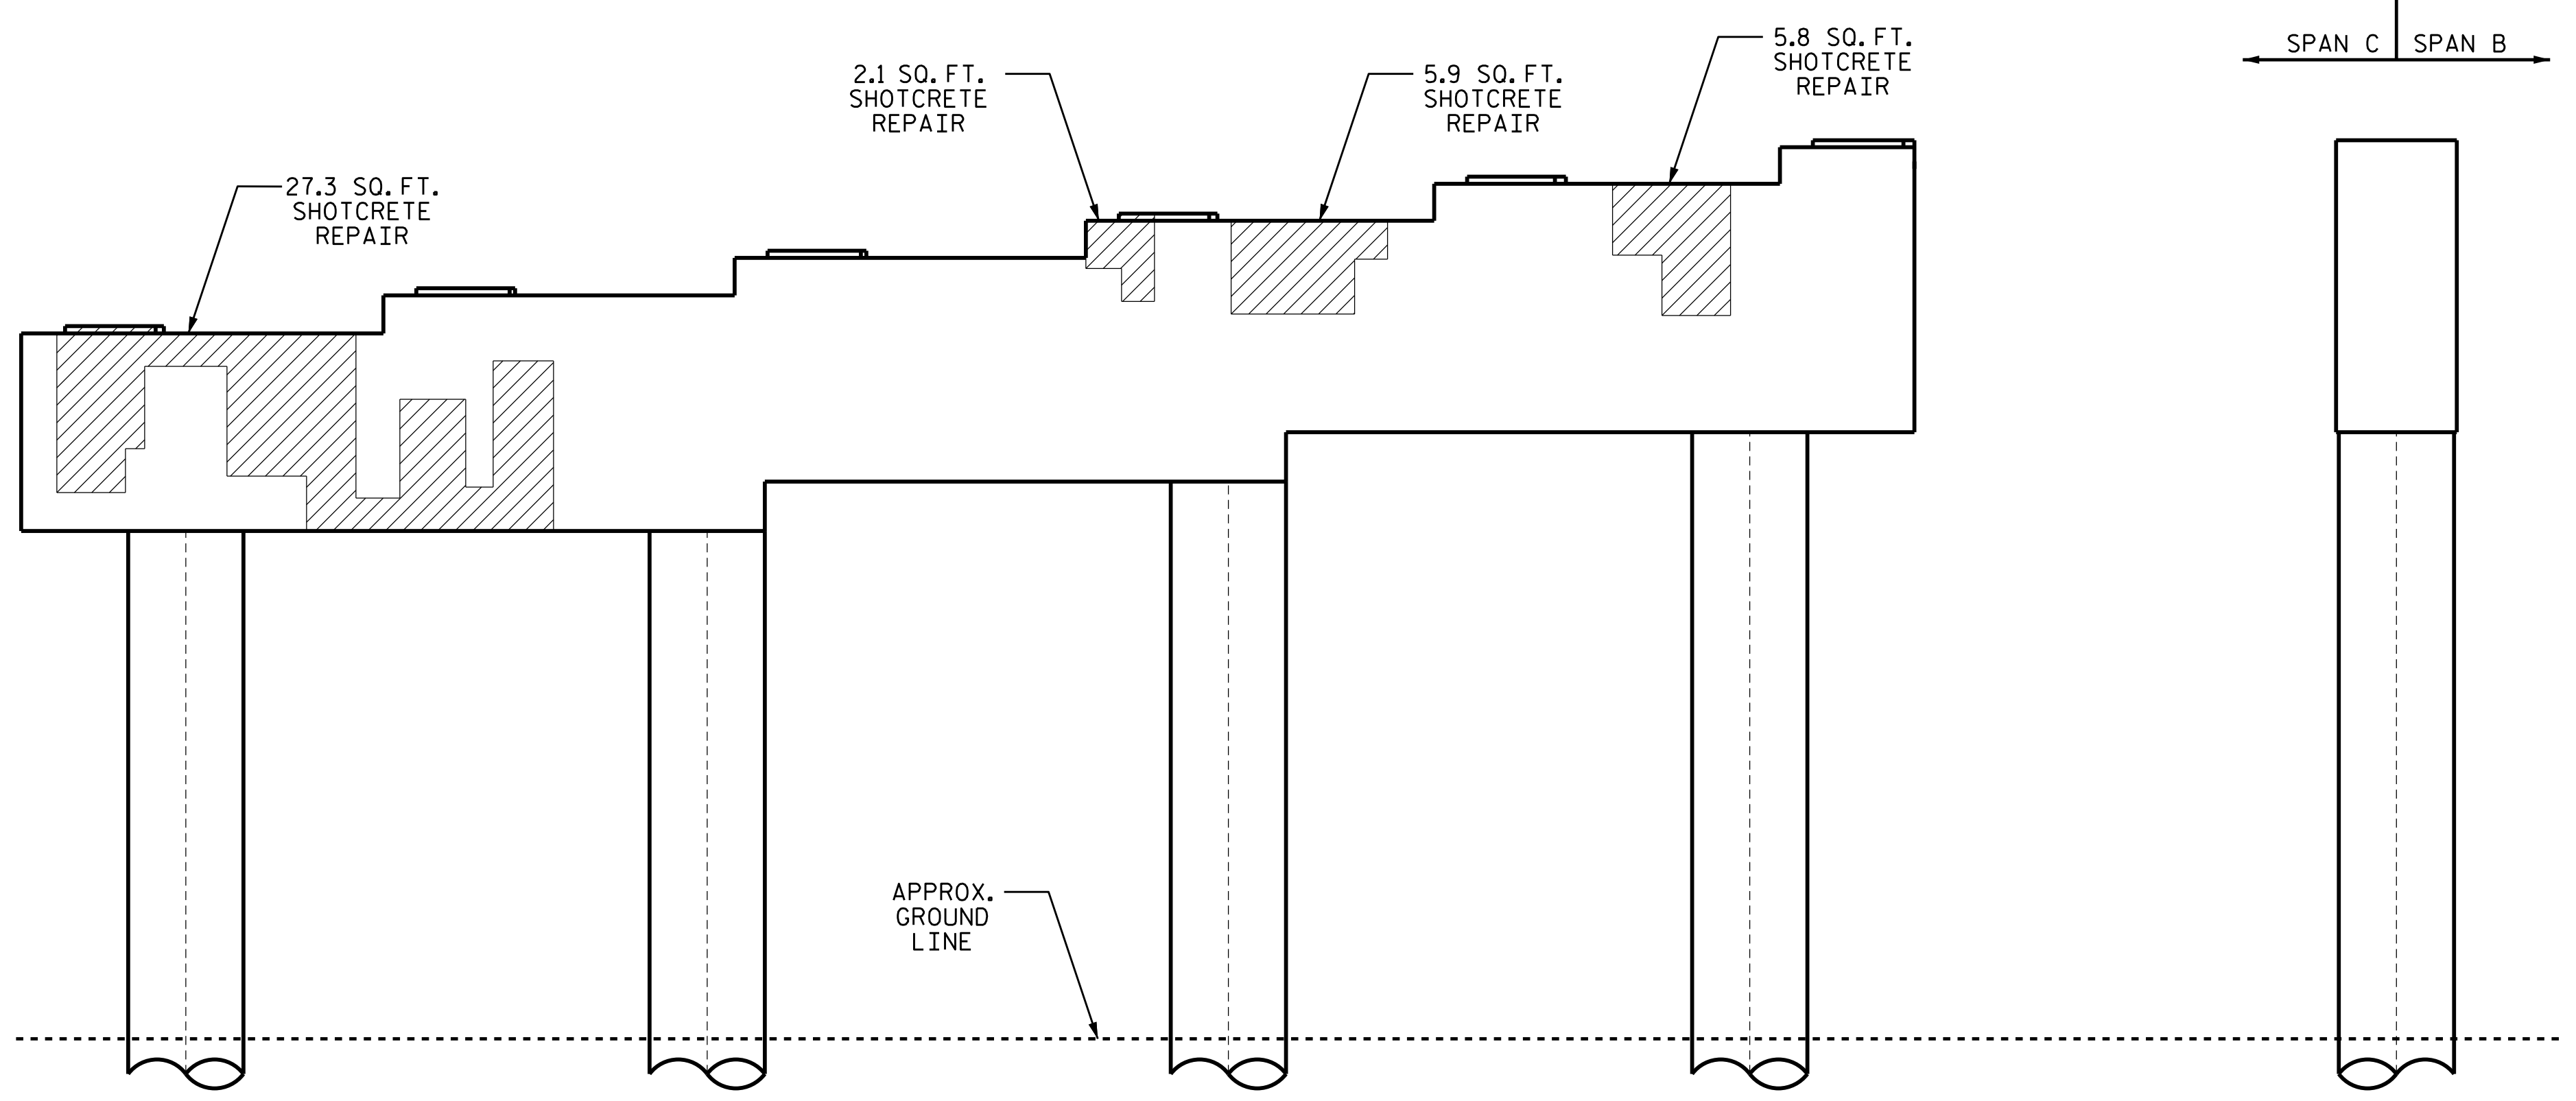 5.8 SQ. FT.
SHOTCRETE
REPAIR
SPAN C
SPAN B
2.1 SQ. FT.
SHOTCRETE
REPAIR
5.9 SQ. FT.
SHOTCRETE
REPAIR
27.3 SQ. FT.
SHOTCRETE
REPAIR
APPROX.
GROUND
LINE